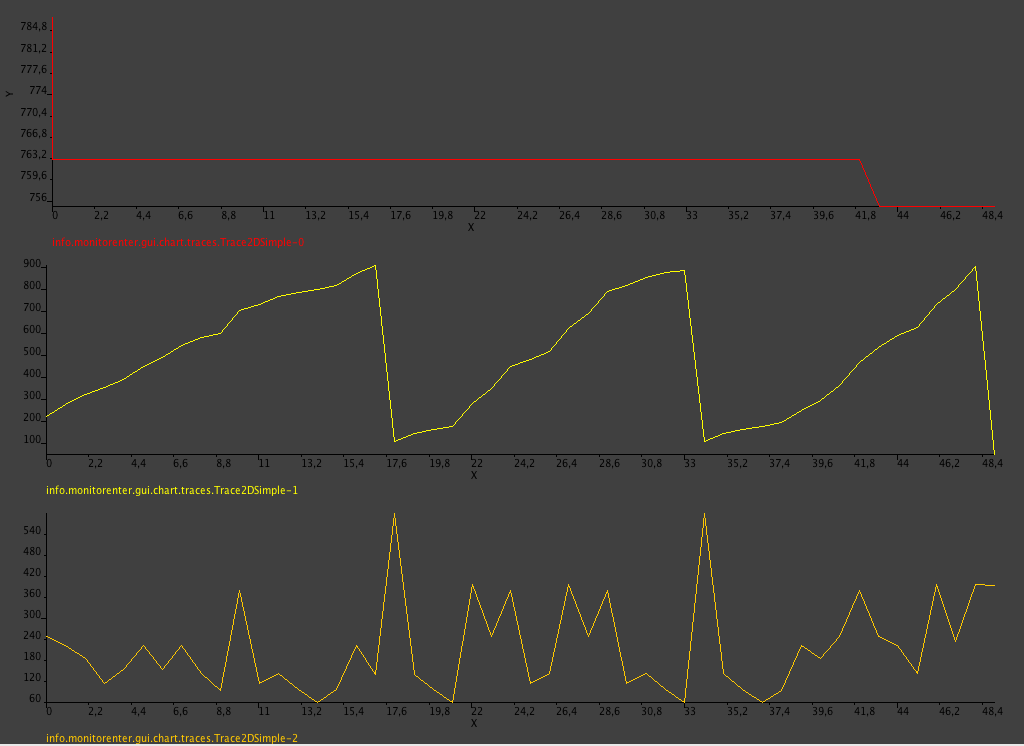 784,8
781,2
777,6
Y
774
770,4
766,8
763,2
759,6
756
0 2,2 4,4 6,6 8,8 11 13,2 15,4 17,6 19,8 22 24,2 26,4 28,6 30,8 33 35,2 37,4 39,6 41,8 44 46,2 48,4
X
info.monitorenter.gui.chart.traces.Trace2DSimple-0
900
800
700
600
500
400
300
200
100
0 2,2 4,4 6,6 8,8 11 13,2 15,4 17,6 19,8 22 24,2 26,4 28,6 30,8 33 35,2 37,4 39,6 41,8 44 46,2 48,4
X
info.monitorenter.gui.chart.traces.Trace2DSimple-1
540
480
420
360
300
240
180
120
60
0 2,2 4,4 6,6 8,8 11 13,2 15,4 17,6 19,8 22 24,2 26,4 28,6 30,8 33 35,2 37,4 39,6 41,8 44 46,2 48,4
X
info.monitorenter.gui.chart.traces.Trace2DSimple-2